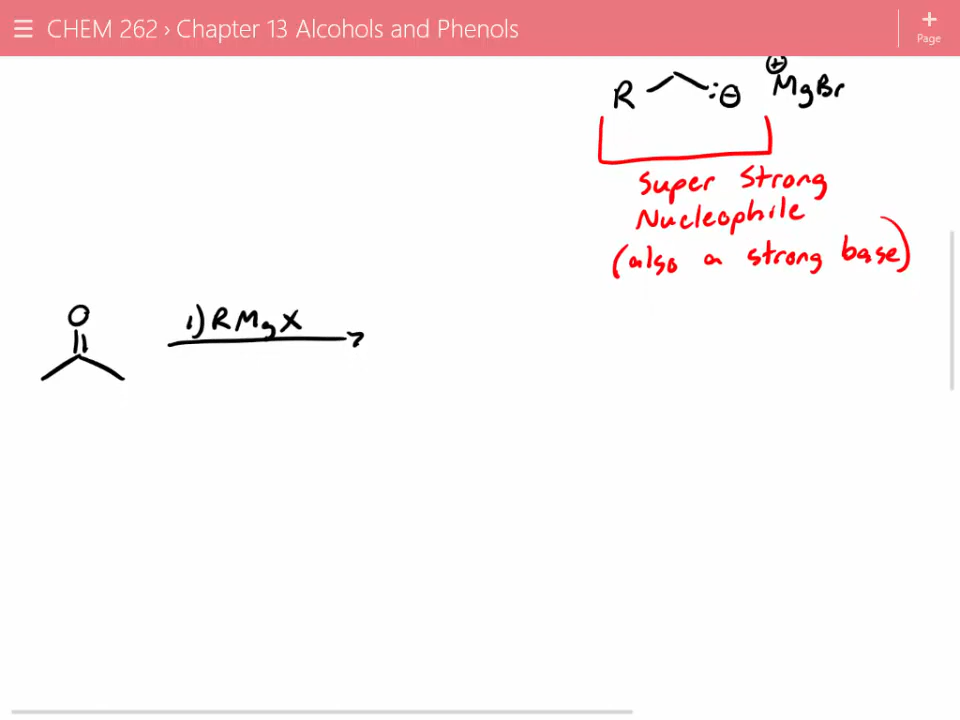 CHEM 262 › Chapter 13 Alcohols and Phenols
+
Page
R :⊖ ⊕MgBr
Super Strong
Nucleophile
(also a strong base)
O
1) RMgX